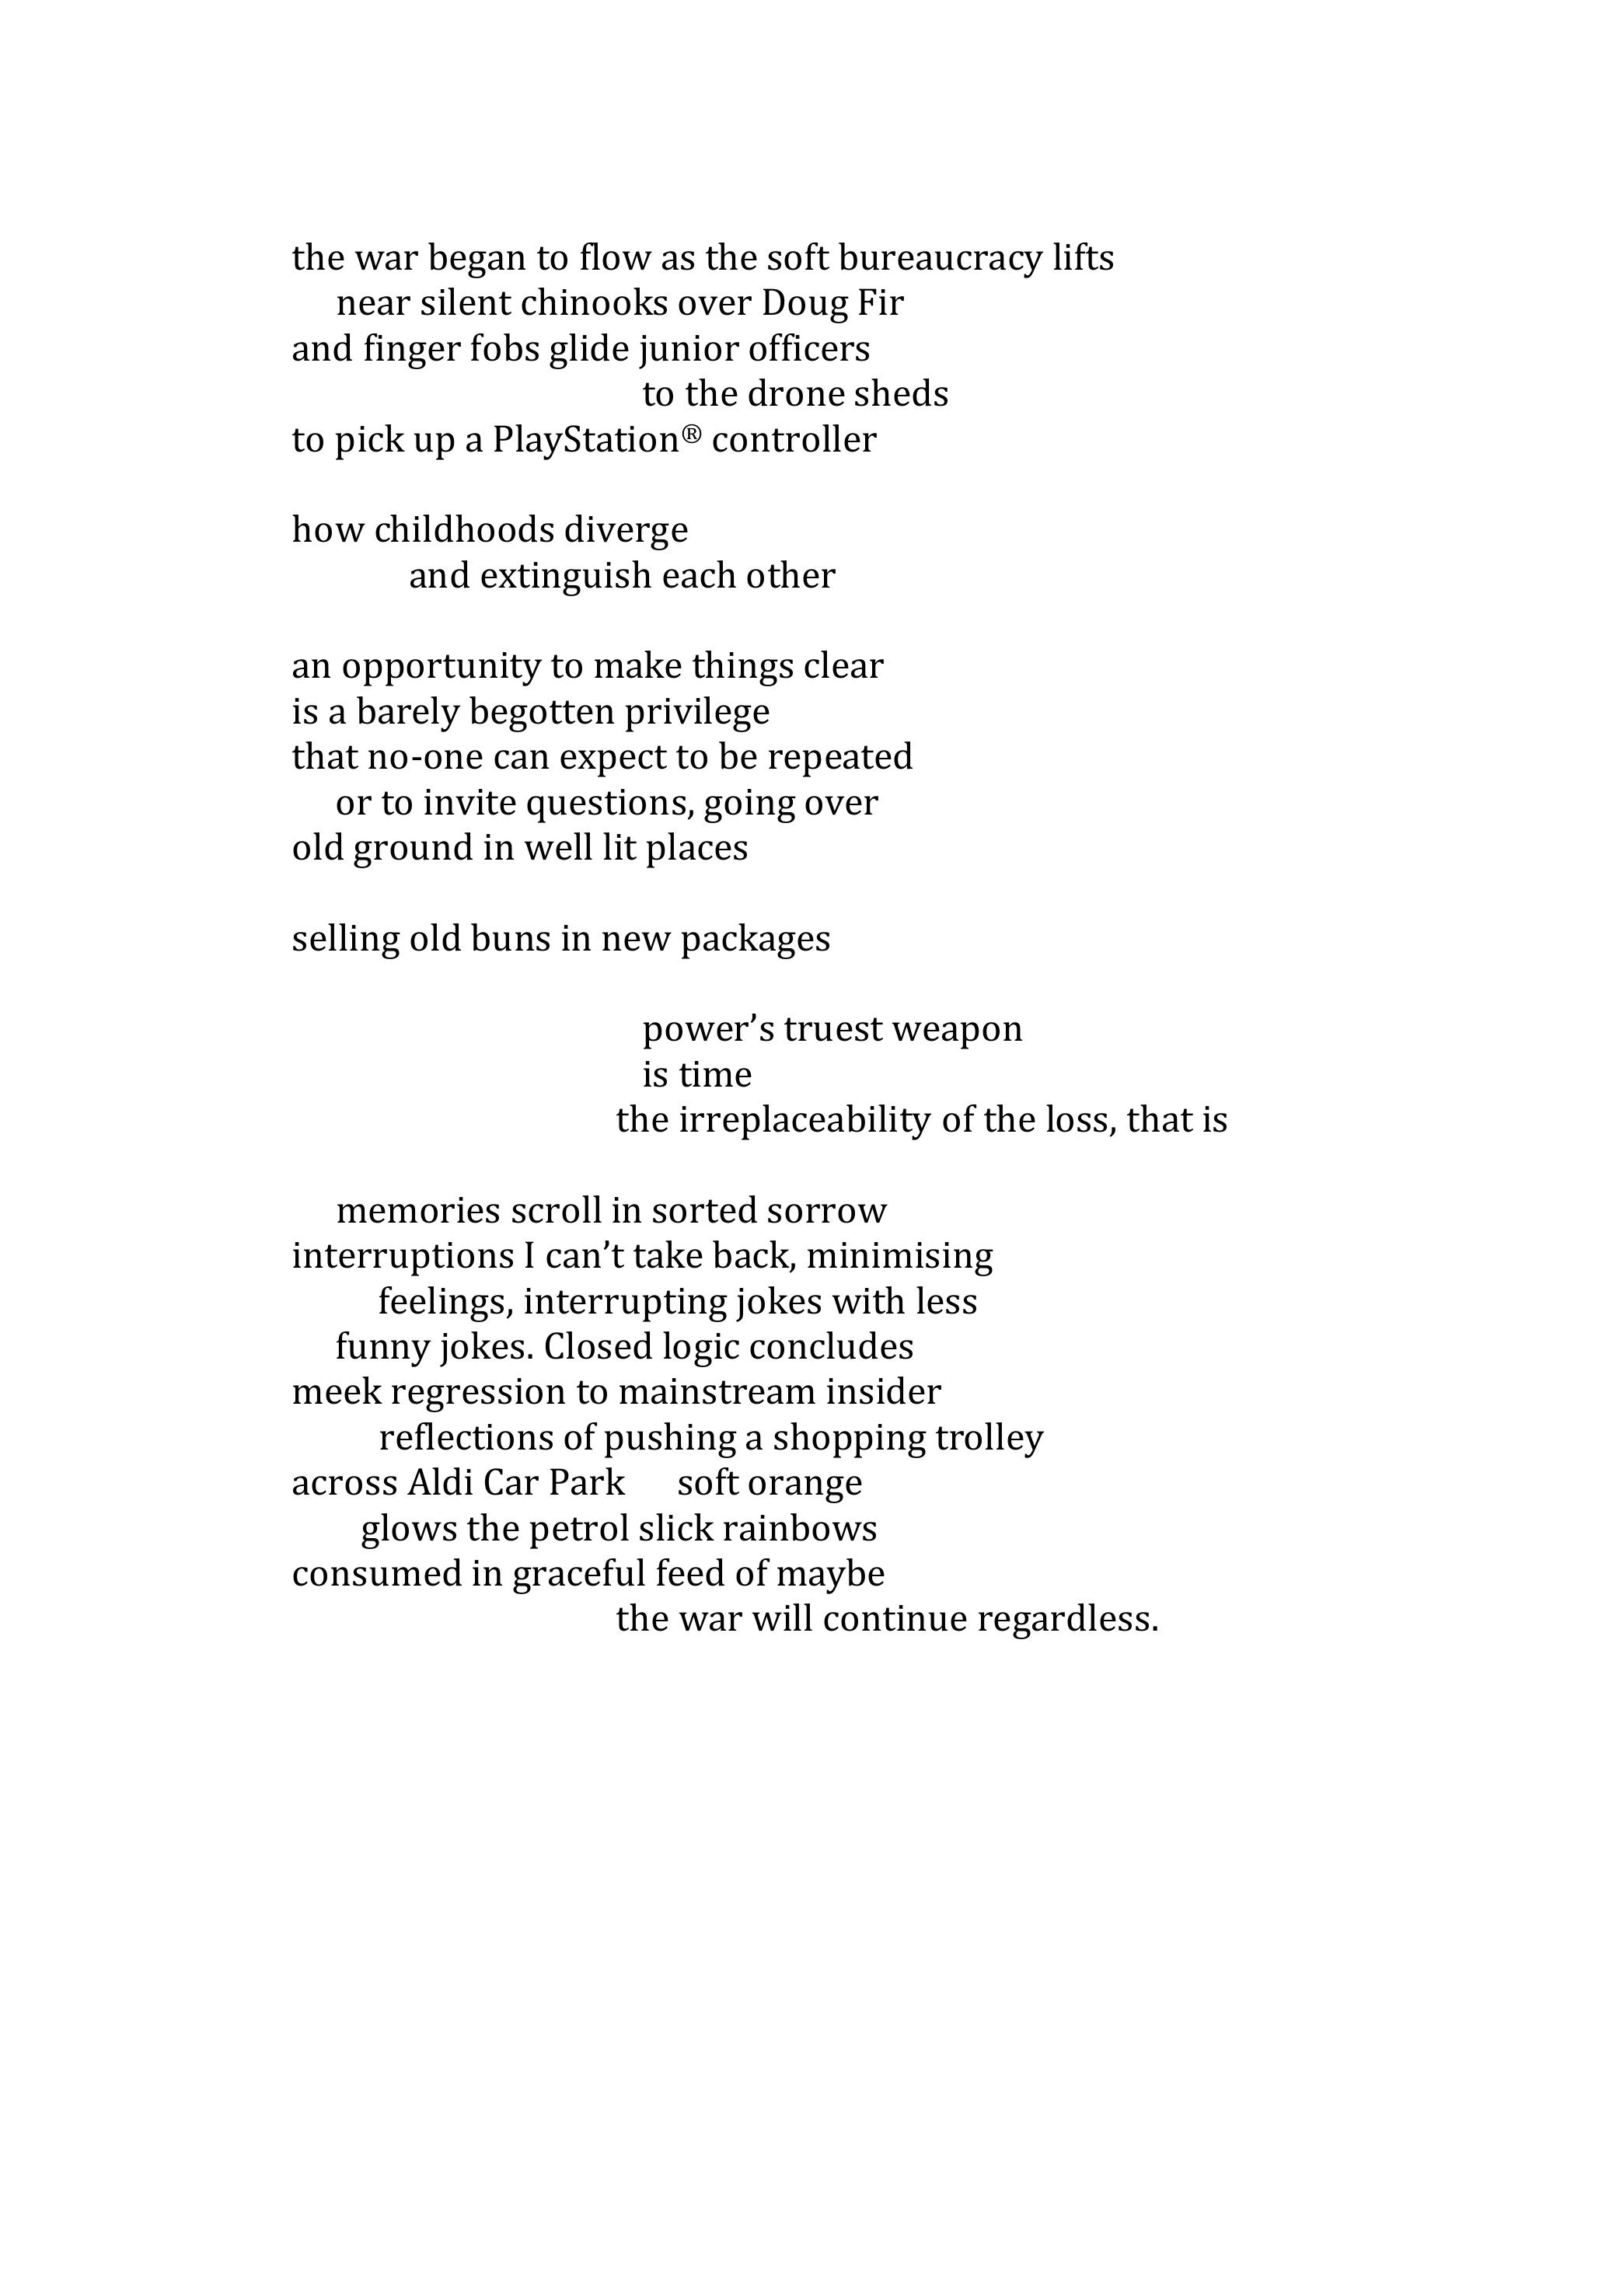 the war began to flow as the soft bureaucracy lifts
near silent chinooks over Doug Fir
and finger fobs glide junior officers
to the drone sheds
to pick up a PlayStation® controller
how childhoods diverge
and extinguish each other
an opportunity to make things clear
is a barely begotten privilege
that no-one can expect to be repeated
or to invite questions, going over
old ground in well lit places
selling old buns in new packages
power’s truest weapon
is time
the irreplaceability of the loss, that is
memories scroll in sorted sorrow
interruptions I can’t take back, minimising
feelings, interrupting jokes with less
funny jokes. Closed logic concludes
meek regression to mainstream insider
reflections of pushing a shopping trolley
across Aldi Car Park soft orange
glows the petrol slick rainbows
consumed in graceful feed of maybe
the war will continue regardless.